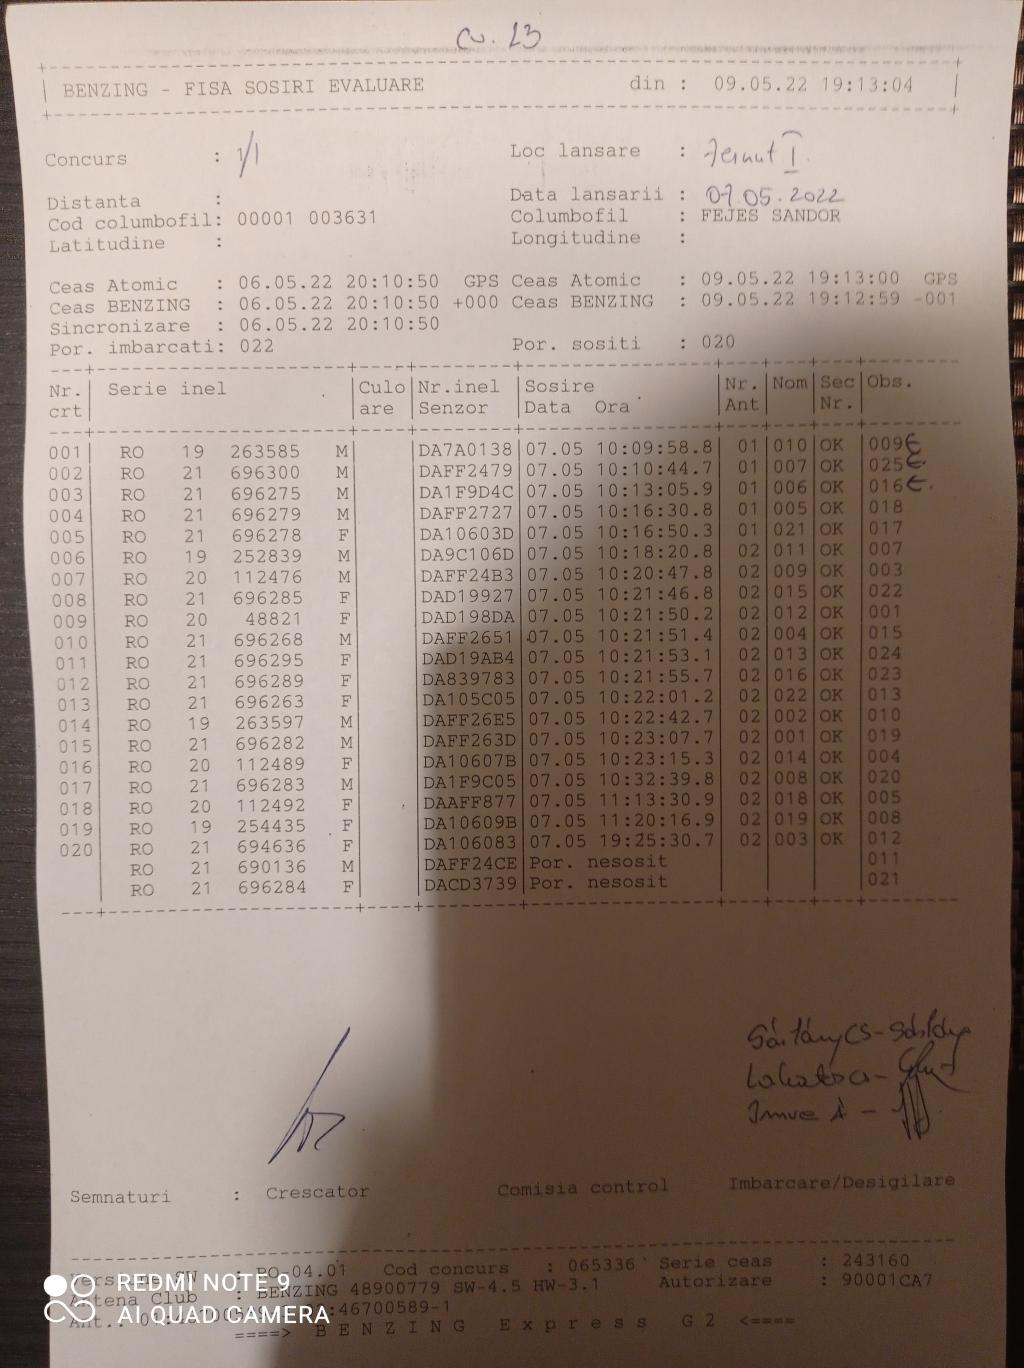 BENZING - FISA SOSIRI EVALUARE din : 09.05.22 19:13:04
Concurs : 1/1 Loc lansare : I
Distanta : Data lansarii : 07.05.2022
Cod columbofil: 00001 003631 Columbofil : FEJES SANDOR
Latitudine : Longitudine :
Ceas Atomic : 06.05.22 20:10:50 GPS Ceas Atomic : 09.05.22 19:13:00 GPS
Ceas BENZING : 06.05.22 20:10:50 +000 Ceas BENZING : 09.05.22 19:12:59 -001
Sincronizare : 06.05.22 20:10:50
Por. imbarcati: 022 Por. sositi : 020
Nr. Serie inel Culo Nr.inel Sosire Nr. Nom Sec Obs.
crt are Senzor Data Ora Ant Nr.
001 RO 19 263585 M DA7A0138 07.05 10:09:58.8 01 010 OK 009
002 RO 21 696300 M DAFF2479 07.05 10:10:44.7 01 007 OK 025
003 RO 21 696275 M DA1F9D4C 07.05 10:13:05.9 01 006 OK 016
004 RO 21 696279 M DAFF2727 07.05 10:16:30.8 01 005 OK 018
005 RO 21 696278 F DA10603D 07.05 10:16:50.3 01 021 OK 017
006 RO 19 252839 M DA9C106D 07.05 10:18:20.8 02 011 OK 007
007 RO 20 112476 M DAFF24B3 07.05 10:20:47.8 02 009 OK 003
008 RO 21 696285 F DAD19927 07.05 10:21:46.8 02 015 OK 022
009 RO 20 48821 F DAD198DA 07.05 10:21:50.2 02 012 OK 001
010 RO 21 696268 M DAFF2651 07.05 10:21:51.4 02 004 OK 015
011 RO 21 696295 F DAD19AB4 07.05 10:21:53.1 02 013 OK 024
012 RO 21 696289 F DA839783 07.05 10:21:55.7 02 016 OK 023
013 RO 21 696263 F DA105C05 07.05 10:22:01.2 02 022 OK 013
014 RO 19 263597 M DAFF26E5 07.05 10:22:42.7 02 002 OK 010
015 RO 21 696282 M DAFF263D 07.05 10:23:07.7 02 001 OK 019
016 RO 20 112489 F DA10607B 07.05 10:23:15.3 02 014 OK 004
017 RO 21 696283 M DA1F9C05 07.05 10:32:39.8 02 008 OK 020
018 RO 20 112492 F DAAFF877 07.05 11:13:30.9 02 018 OK 005
019 RO 19 254435 F DA10609B 07.05 11:20:16.9 02 019 OK 008
020 RO 21 694636 F DA106083 07.05 19:25:30.7 02 003 OK 012
RO 21 690136 M DAFF24CE Por. nesosit 011
RO 21 696284 F DACD3739 Por. nesosit 021
Semnaturi : Crescator Comisia control Imbarcare/Desigilare
: PO-04.01 Cod concurs : 065336 Serie ceas : 243160
Antena Club : BENZING 48900779 SW-4.5 HW-3.1 Autorizare : 90001CA7
Ant.: :46700589-1
====> B E N Z I N G E x p r e s s G 2 <====
REDMI NOTE 9
AI QUAD CAMERA